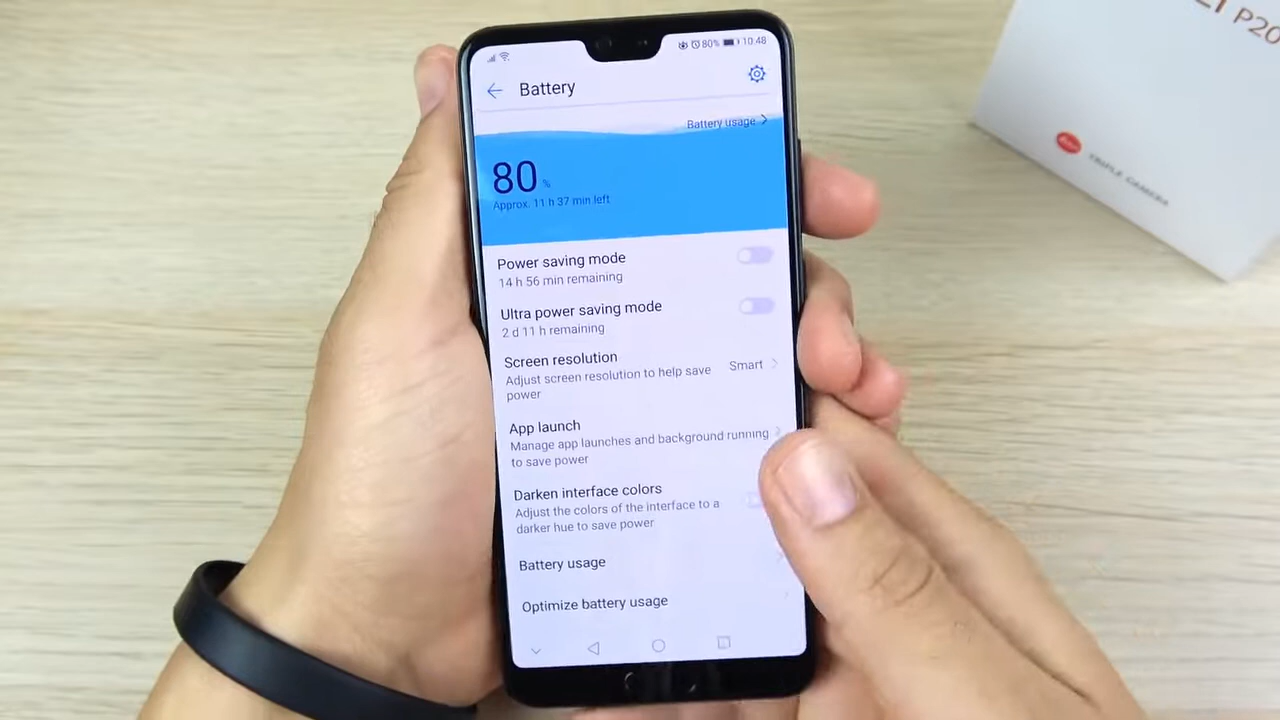 80% 10:48
Battery
Battery usage
80 %
Approx. 11 h 37 min left
Power saving mode
14 h 56 min remaining
Ultra power saving mode
2 d 11 h remaining
Screen resolution
Adjust screen resolution to help save
power
Smart
App launch
Manage app launches and background running
to save power
Darken interface colors
Adjust the colors of the interface to a
darker hue to save power
Battery usage
Optimize battery usage
P20
TRIPLE CAMERA